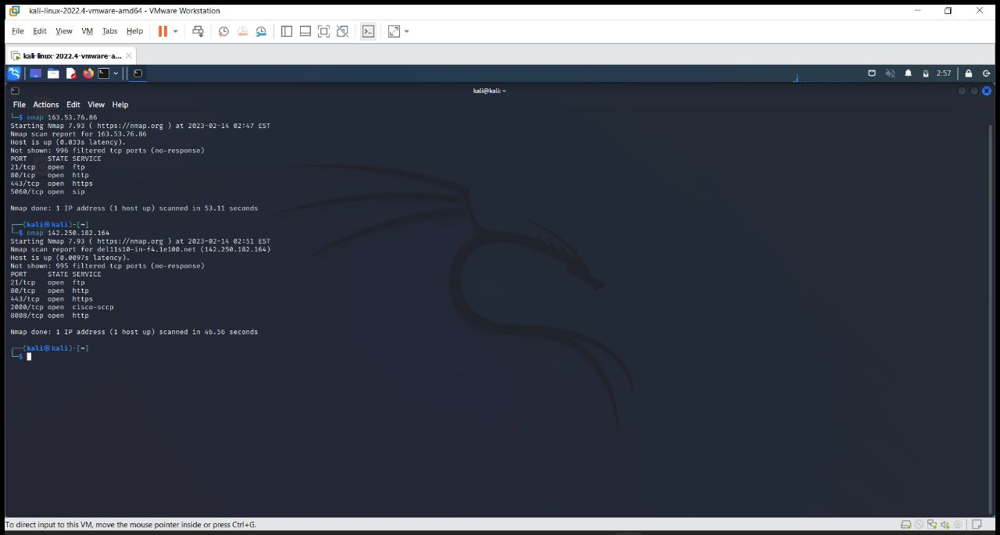 kali-linux-2022.4-vmware-amd64 - VMware Workstation
File Edit View VM Tabs Help
kali-linux-2022.4-vmware-a...
2:57
kali@kali: ~
File Actions Edit View Help
└─$ nmap 163.53.76.86
Starting Nmap 7.93 ( https://nmap.org ) at 2023-02-14 02:47 EST
Nmap scan report for 163.53.76.86
Host is up (0.033s latency).
Not shown: 996 filtered tcp ports (no-response)
PORT     STATE SERVICE
21/tcp   open  ftp
80/tcp   open  http
443/tcp  open  https
5060/tcp open  sip
Nmap done: 1 IP address (1 host up) scanned in 53.11 seconds
┌──(kali㉿kali)-[~]
└─$ nmap 142.250.182.164
Starting Nmap 7.93 ( https://nmap.org ) at 2023-02-14 02:51 EST
Nmap scan report for del11s10-in-f4.1e100.net (142.250.182.164)
Host is up (0.0097s latency).
Not shown: 995 filtered tcp ports (no-response)
PORT     STATE SERVICE
21/tcp   open  ftp
80/tcp   open  http
443/tcp  open  https
2000/tcp open  cisco-sccp
8008/tcp open  http
Nmap done: 1 IP address (1 host up) scanned in 46.56 seconds
┌──(kali㉿kali)-[~]
└─$
To direct input to this VM, move the mouse pointer inside or press Ctrl+G.